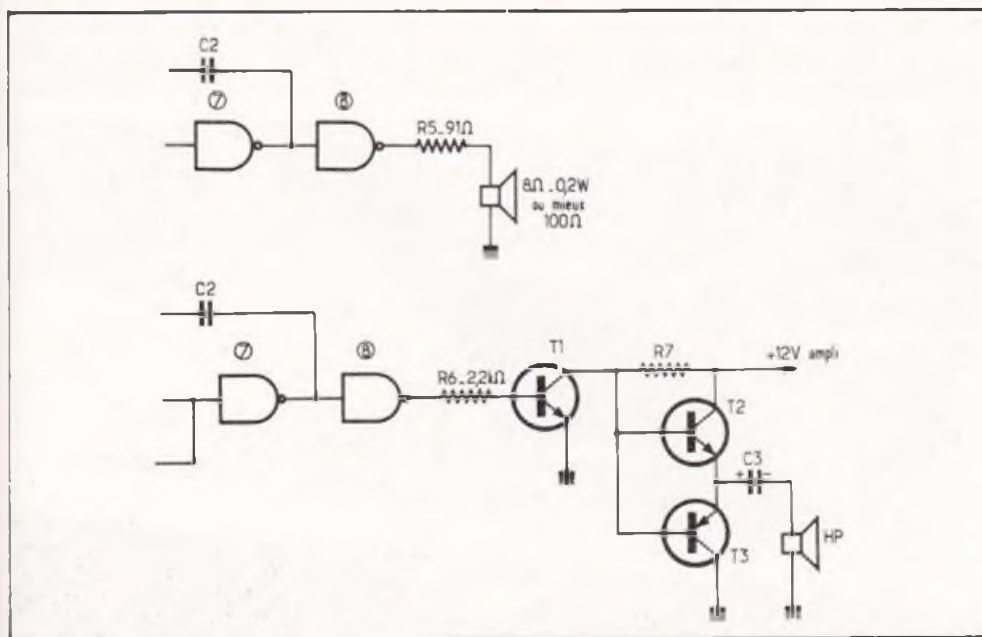 C2
⑦
⑧
R5_91Ω
8Ω_0,2W
ou mieux
100Ω
C2
⑦
⑧
R6_2,2kΩ
T1
R7
+12V ampli
T2
C3
+ -
T3
HP